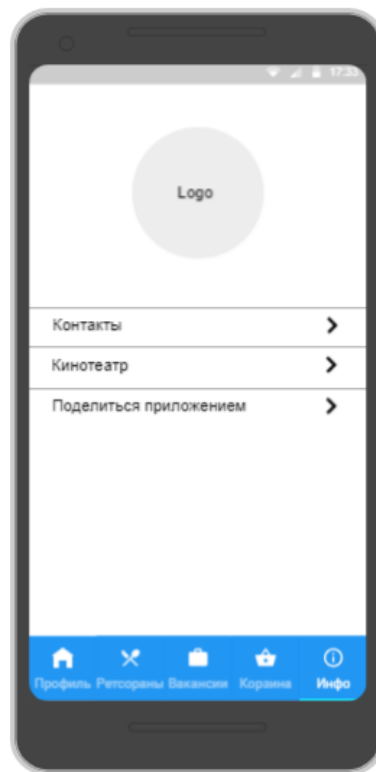 17:33
Logo
Контакты
Кинотеатр
Поделиться приложением
Профиль Ретсораны Вакансии Корзина Инфо